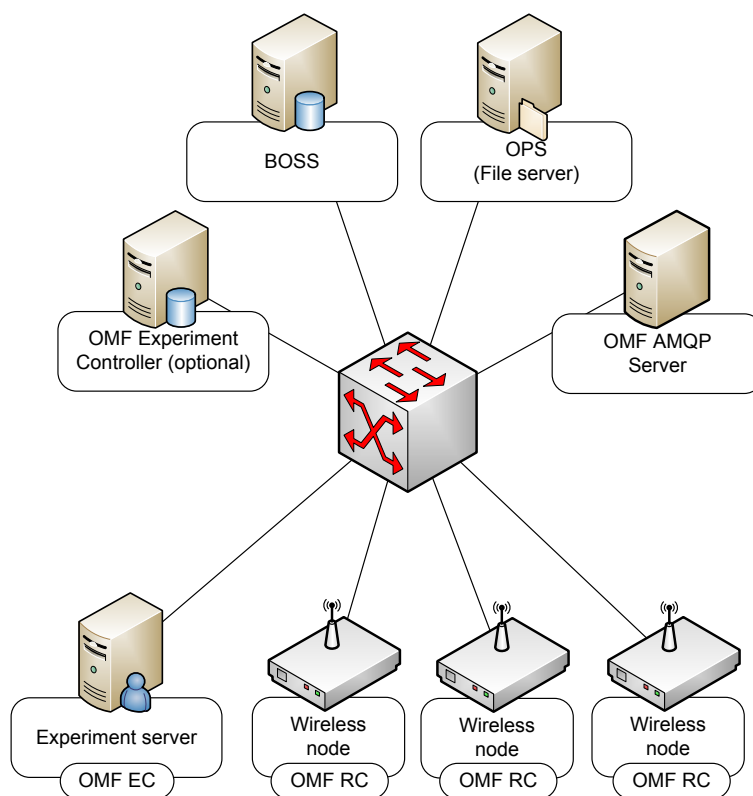 BOSS
OPS
(File server)
OMF Experiment
Controller (optional)
OMF AMQP
Server
Experiment server
OMF EC
Wireless
node
OMF RC
Wireless
node
OMF RC
Wireless
node
OMF RC